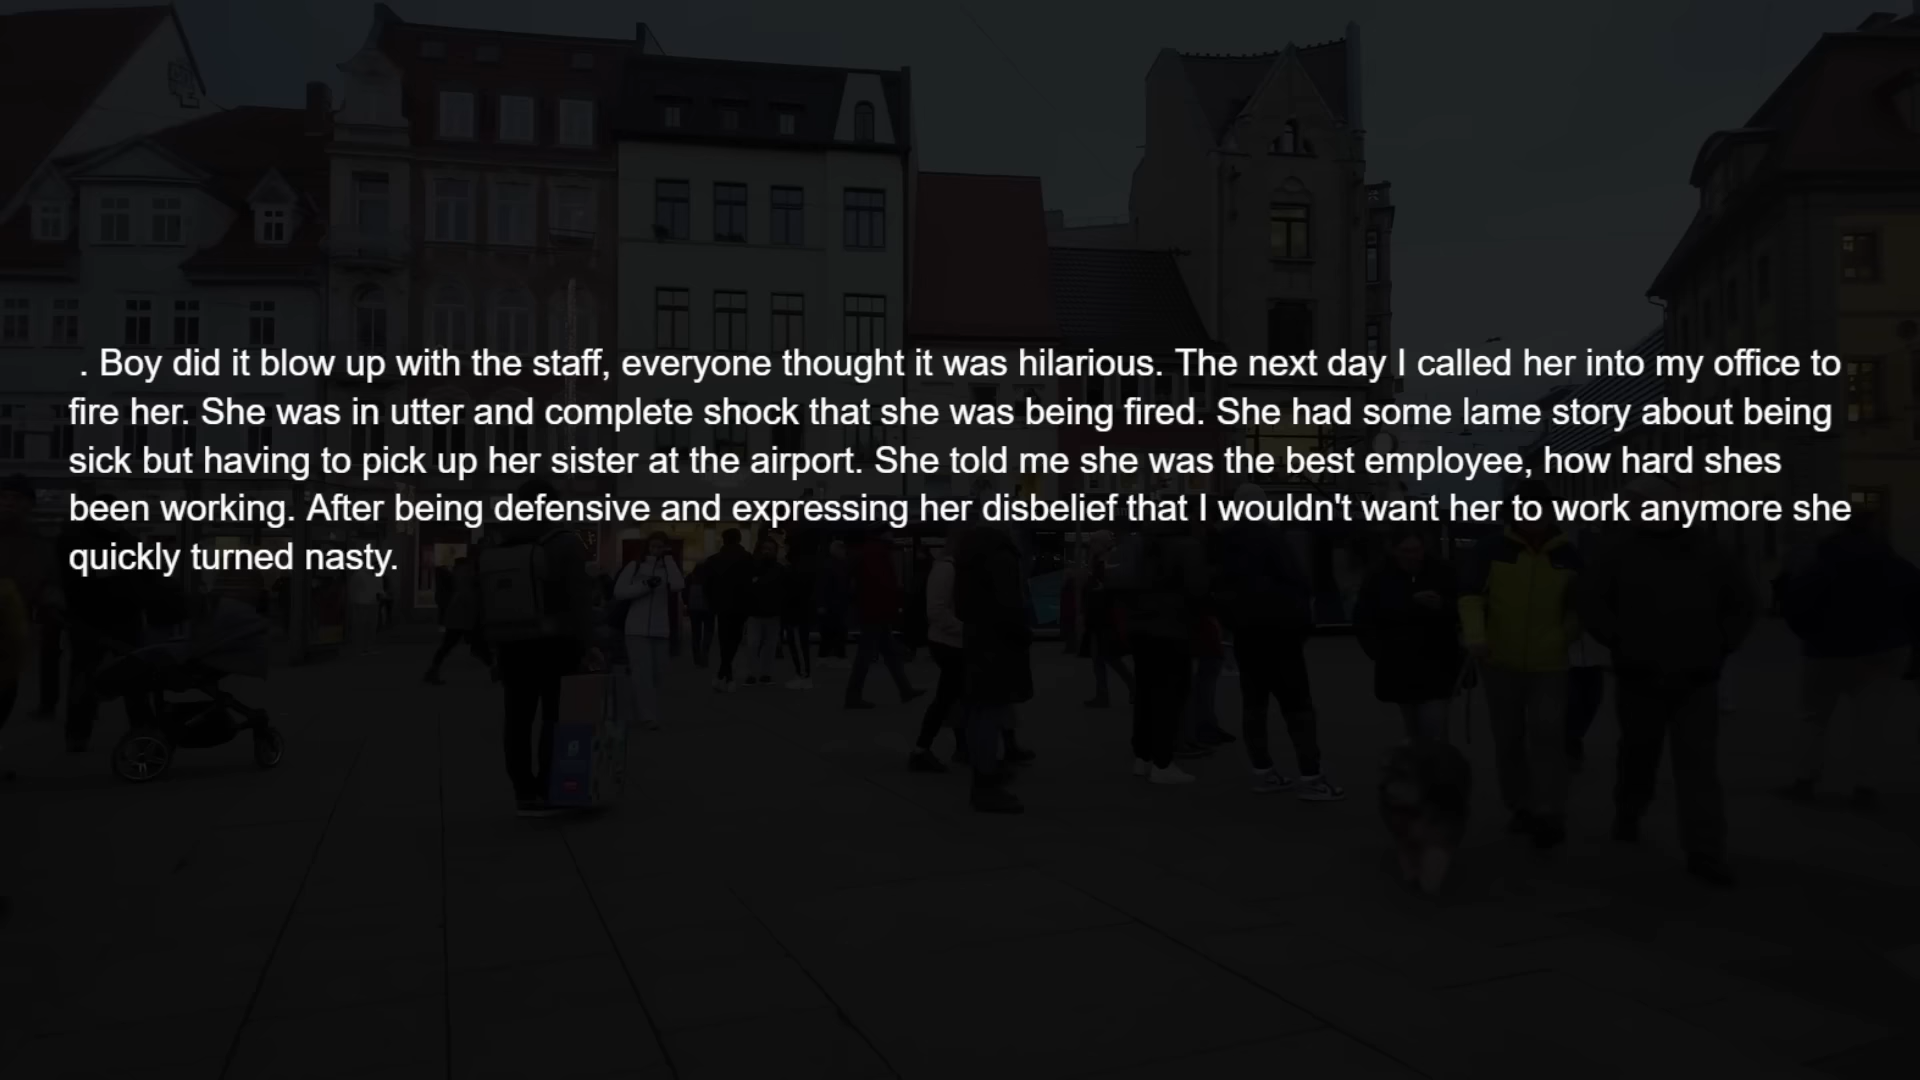 . Boy did it blow up with the staff, everyone thought it was hilarious. The next day I called her into my office to
fire her. She was in utter and complete shock that she was being fired. She had some lame story about being
sick but having to pick up her sister at the airport. She told me she was the best employee, how hard shes
been working. After being defensive and expressing her disbelief that I wouldn't want her to work anymore she
quickly turned nasty.